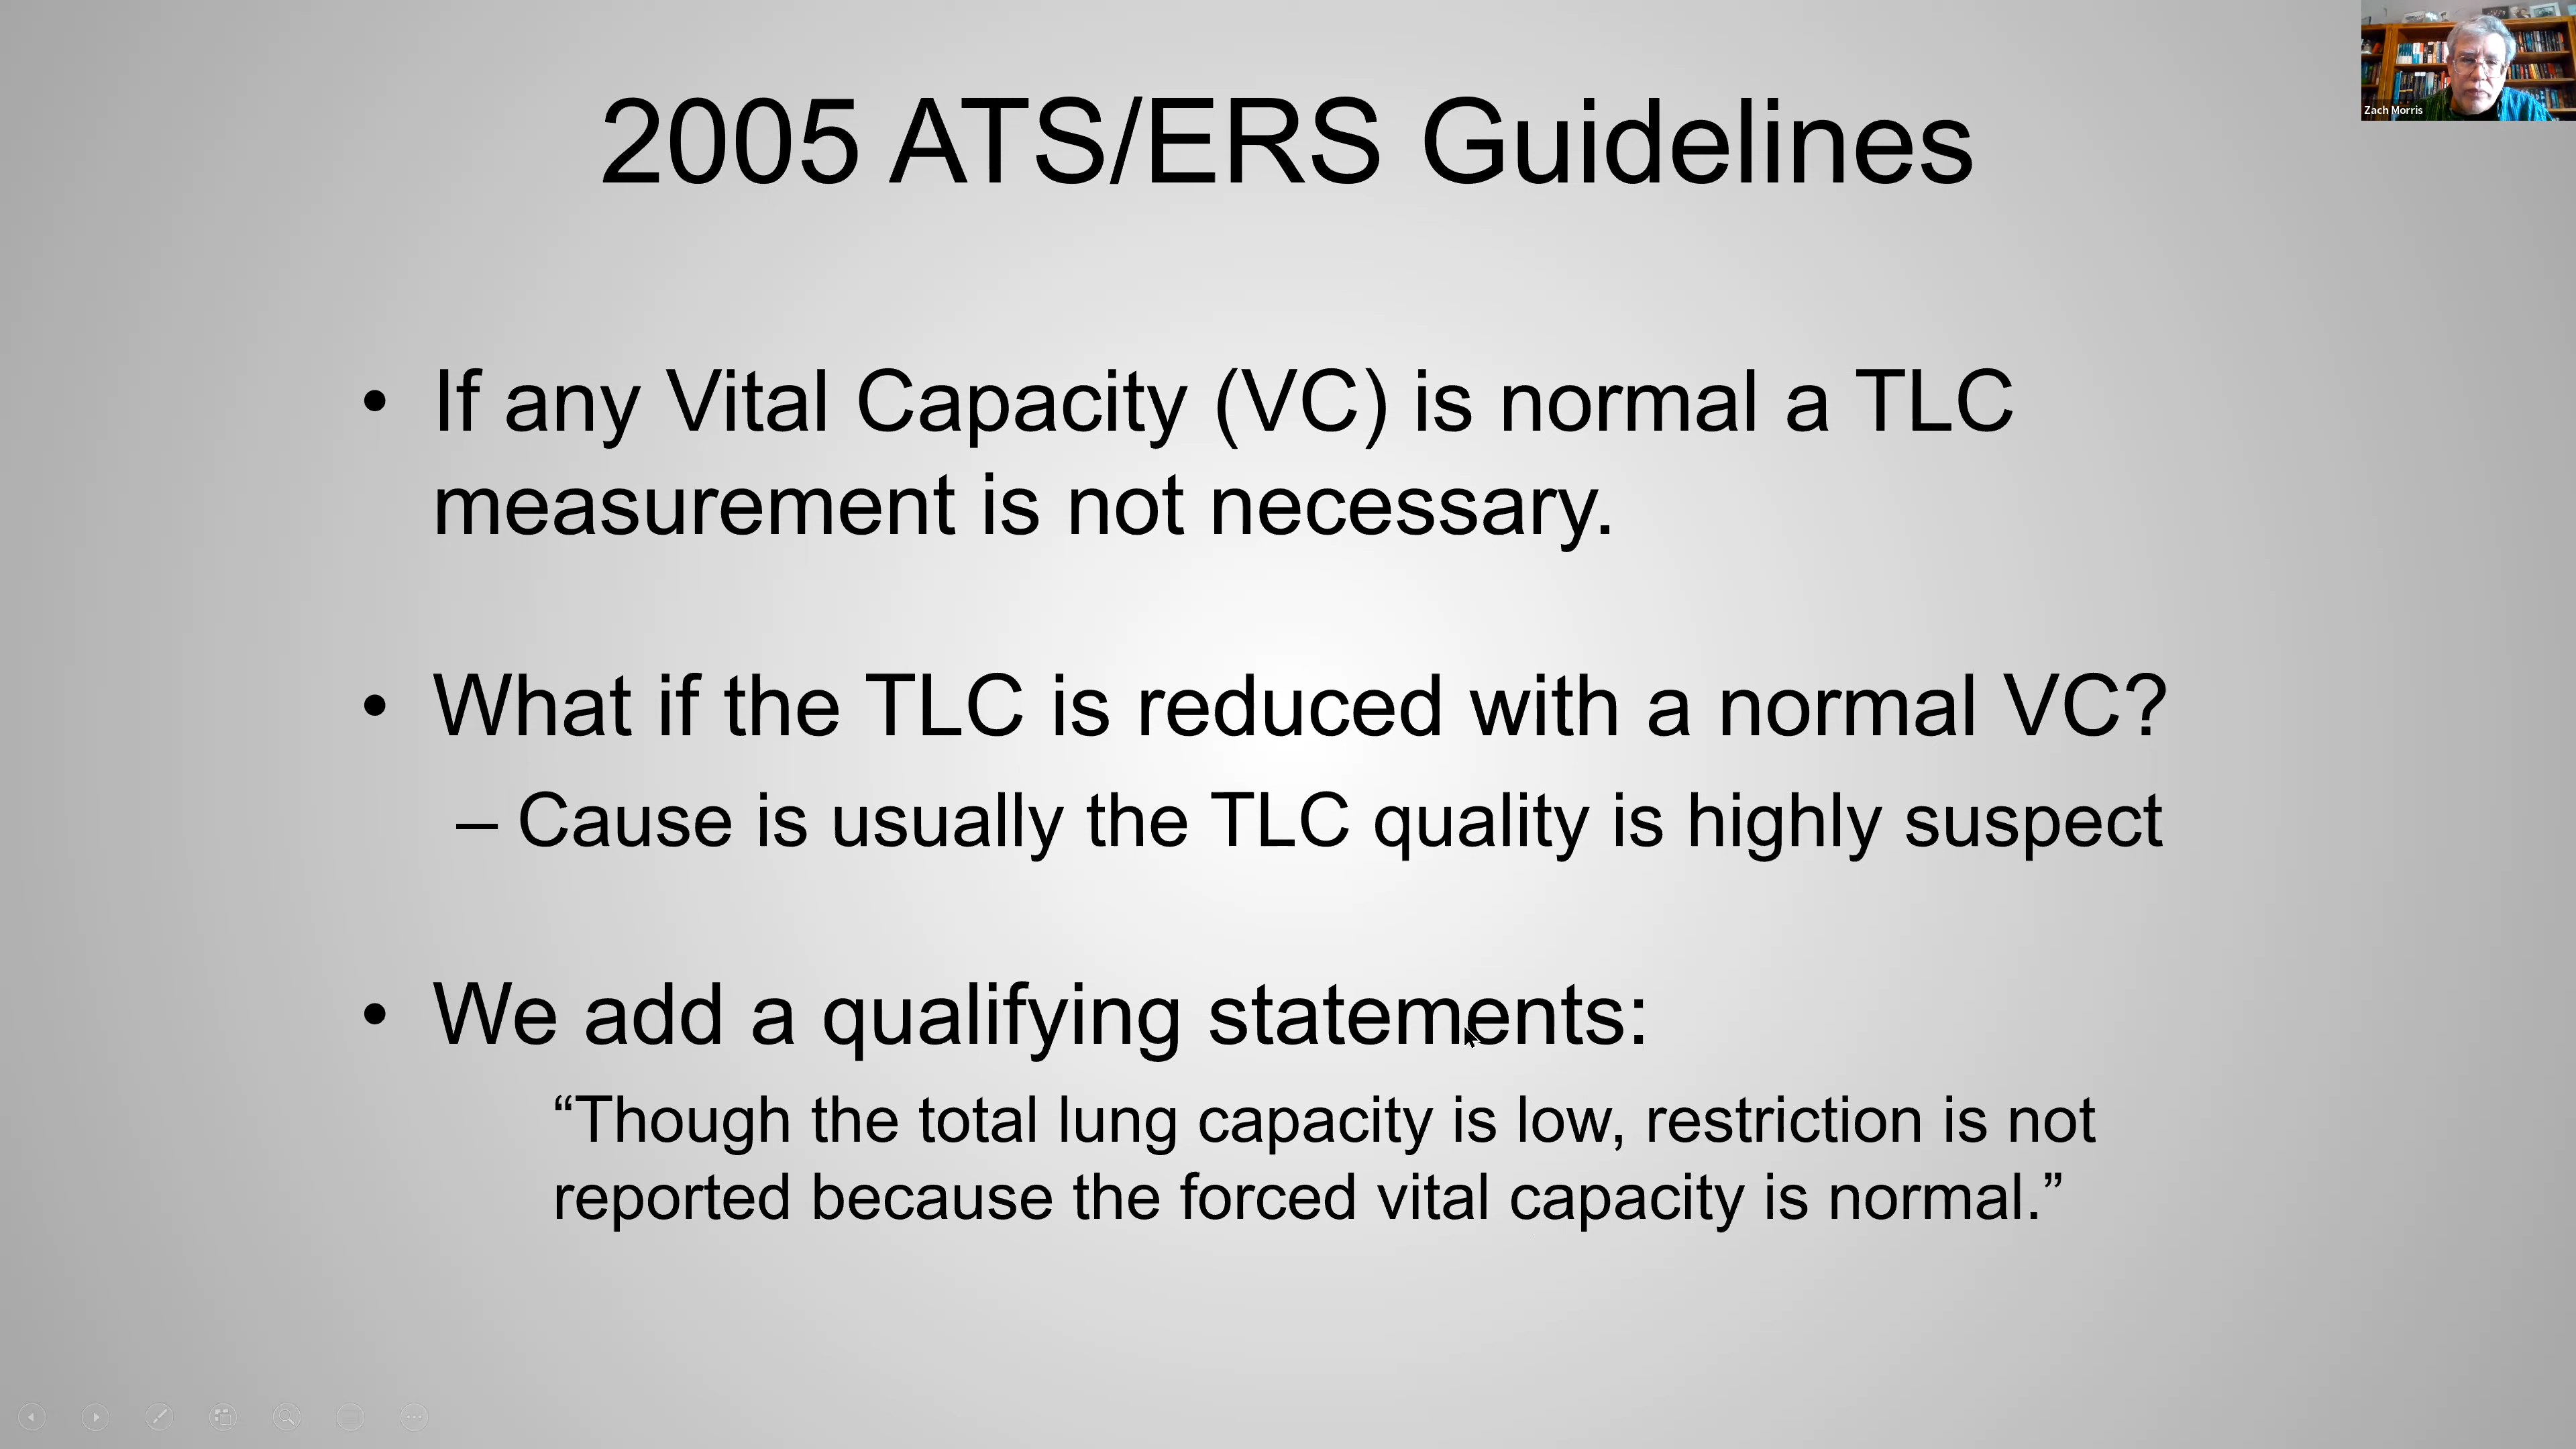 2005 ATS/ERS Guidelines
Zach Morris
• If any Vital Capacity (VC) is normal a TLC
measurement is not necessary.
• What if the TLC is reduced with a normal VC?
– Cause is usually the TLC quality is highly suspect
• We add a qualifying statements:
“Though the total lung capacity is low, restriction is not
reported because the forced vital capacity is normal.”